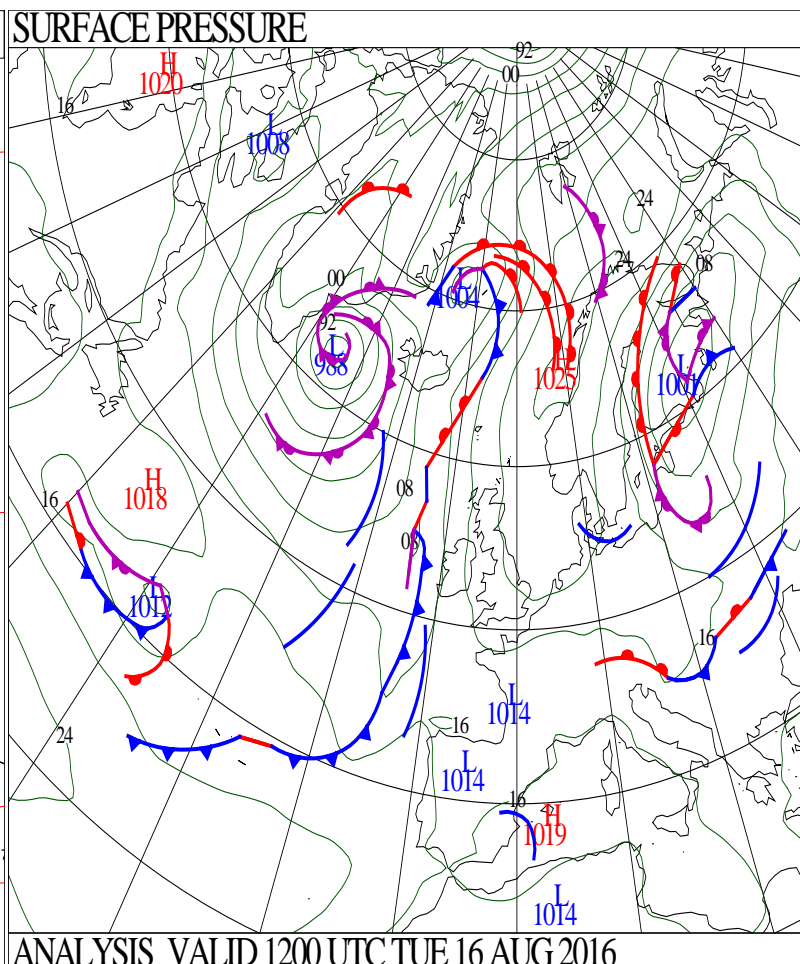 SURFACE PRESSURE
92
00
H
1020
16
L
1008
24
24
08
00
L
1004
92
L
988
H
1025
L
1001
H
1018
16
08
08
L
1012
16
L
1014
16
24
L
1014
16
H
1019
L
1014
ANALYSIS VALID 1200 UTC TUE 16 AUG 2016